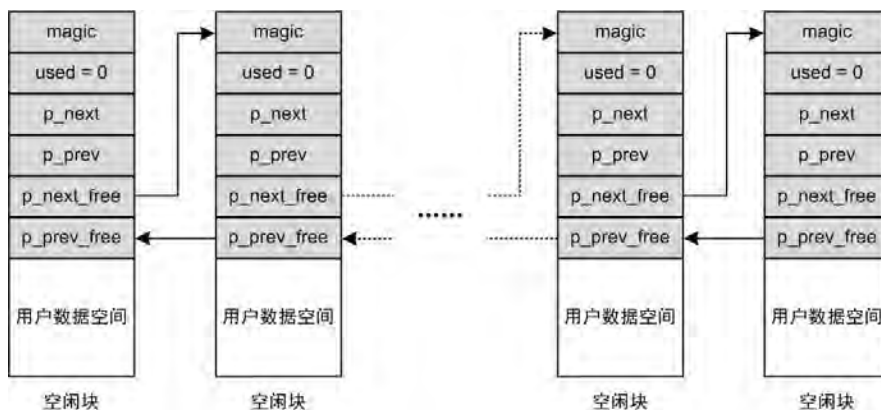 magic
used = 0
p_next
p_prev
p_next_free
p_prev_free
用户数据空间
空闲块
magic
used = 0
p_next
p_prev
p_next_free
p_prev_free
用户数据空间
空闲块
......
magic
used = 0
p_next
p_prev
p_next_free
p_prev_free
用户数据空间
空闲块
magic
used = 0
p_next
p_prev
p_next_free
p_prev_free
用户数据空间
空闲块